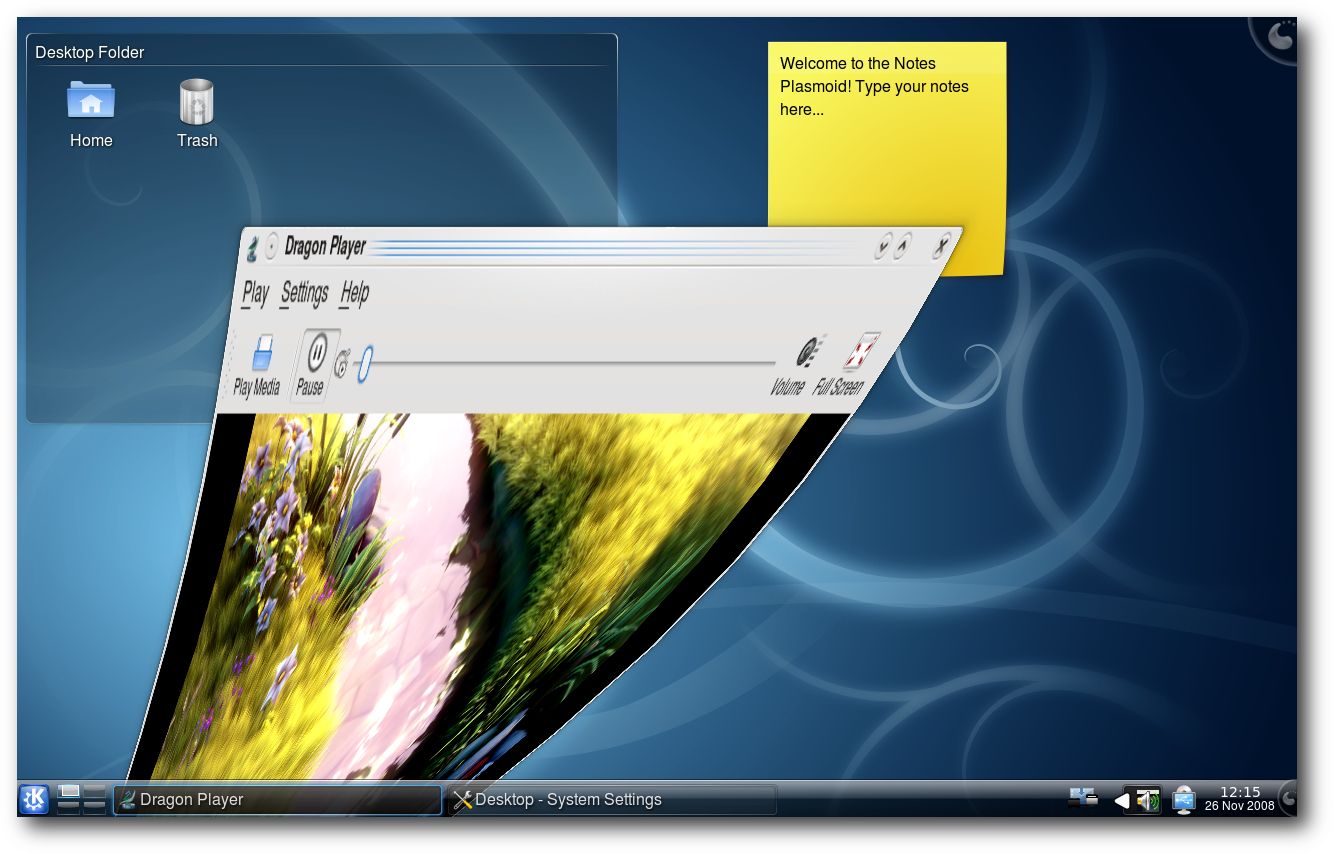 Desktop Folder
Home
Trash
Welcome to the Notes
Plasmoid! Type your notes
here...
Dragon Player
Play Settings Help
Play Media Pause Volume Full Screen
Dragon Player
Desktop - System Settings
12:15
26 Nov 2008